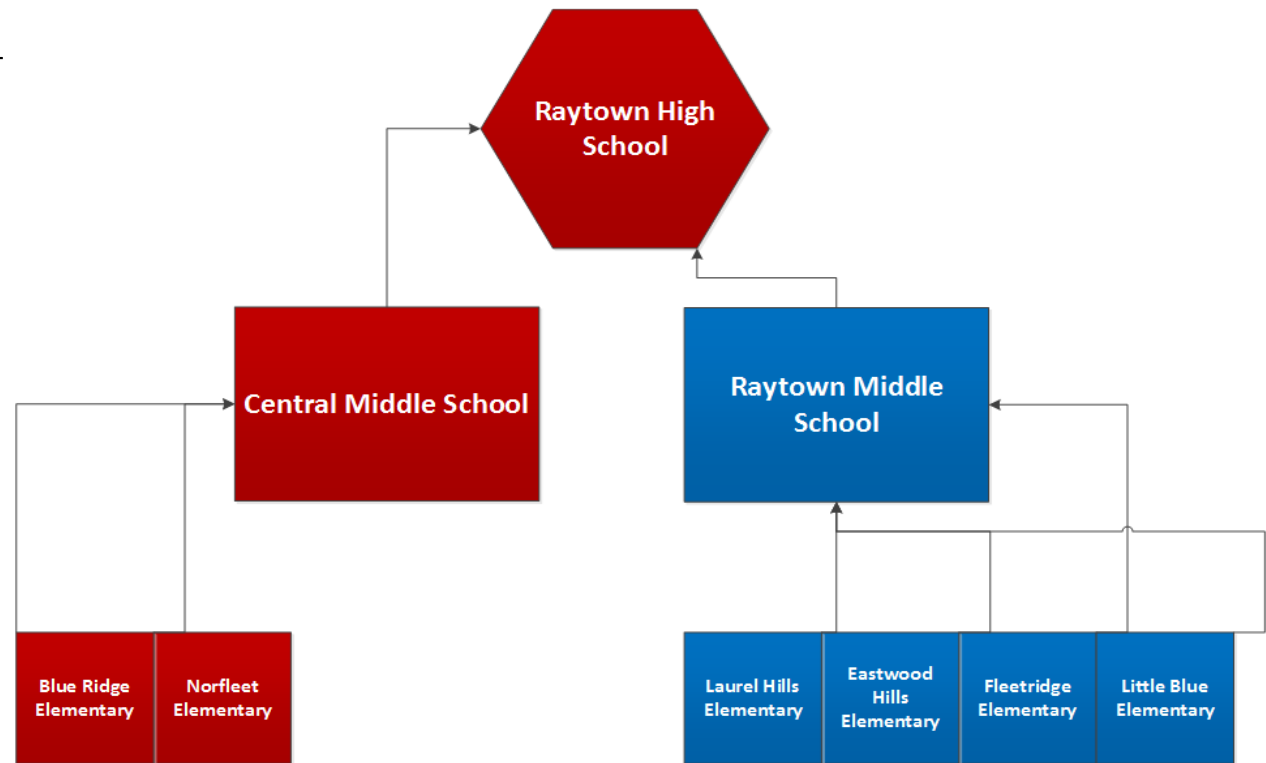 Raytown High
School
Central Middle School
Raytown Middle
School
Blue Ridge
Elementary
Norfleet
Elementary
Laurel Hills
Elementary
Eastwood
Hills
Elementary
Fleetridge
Elementary
Little Blue
Elementary